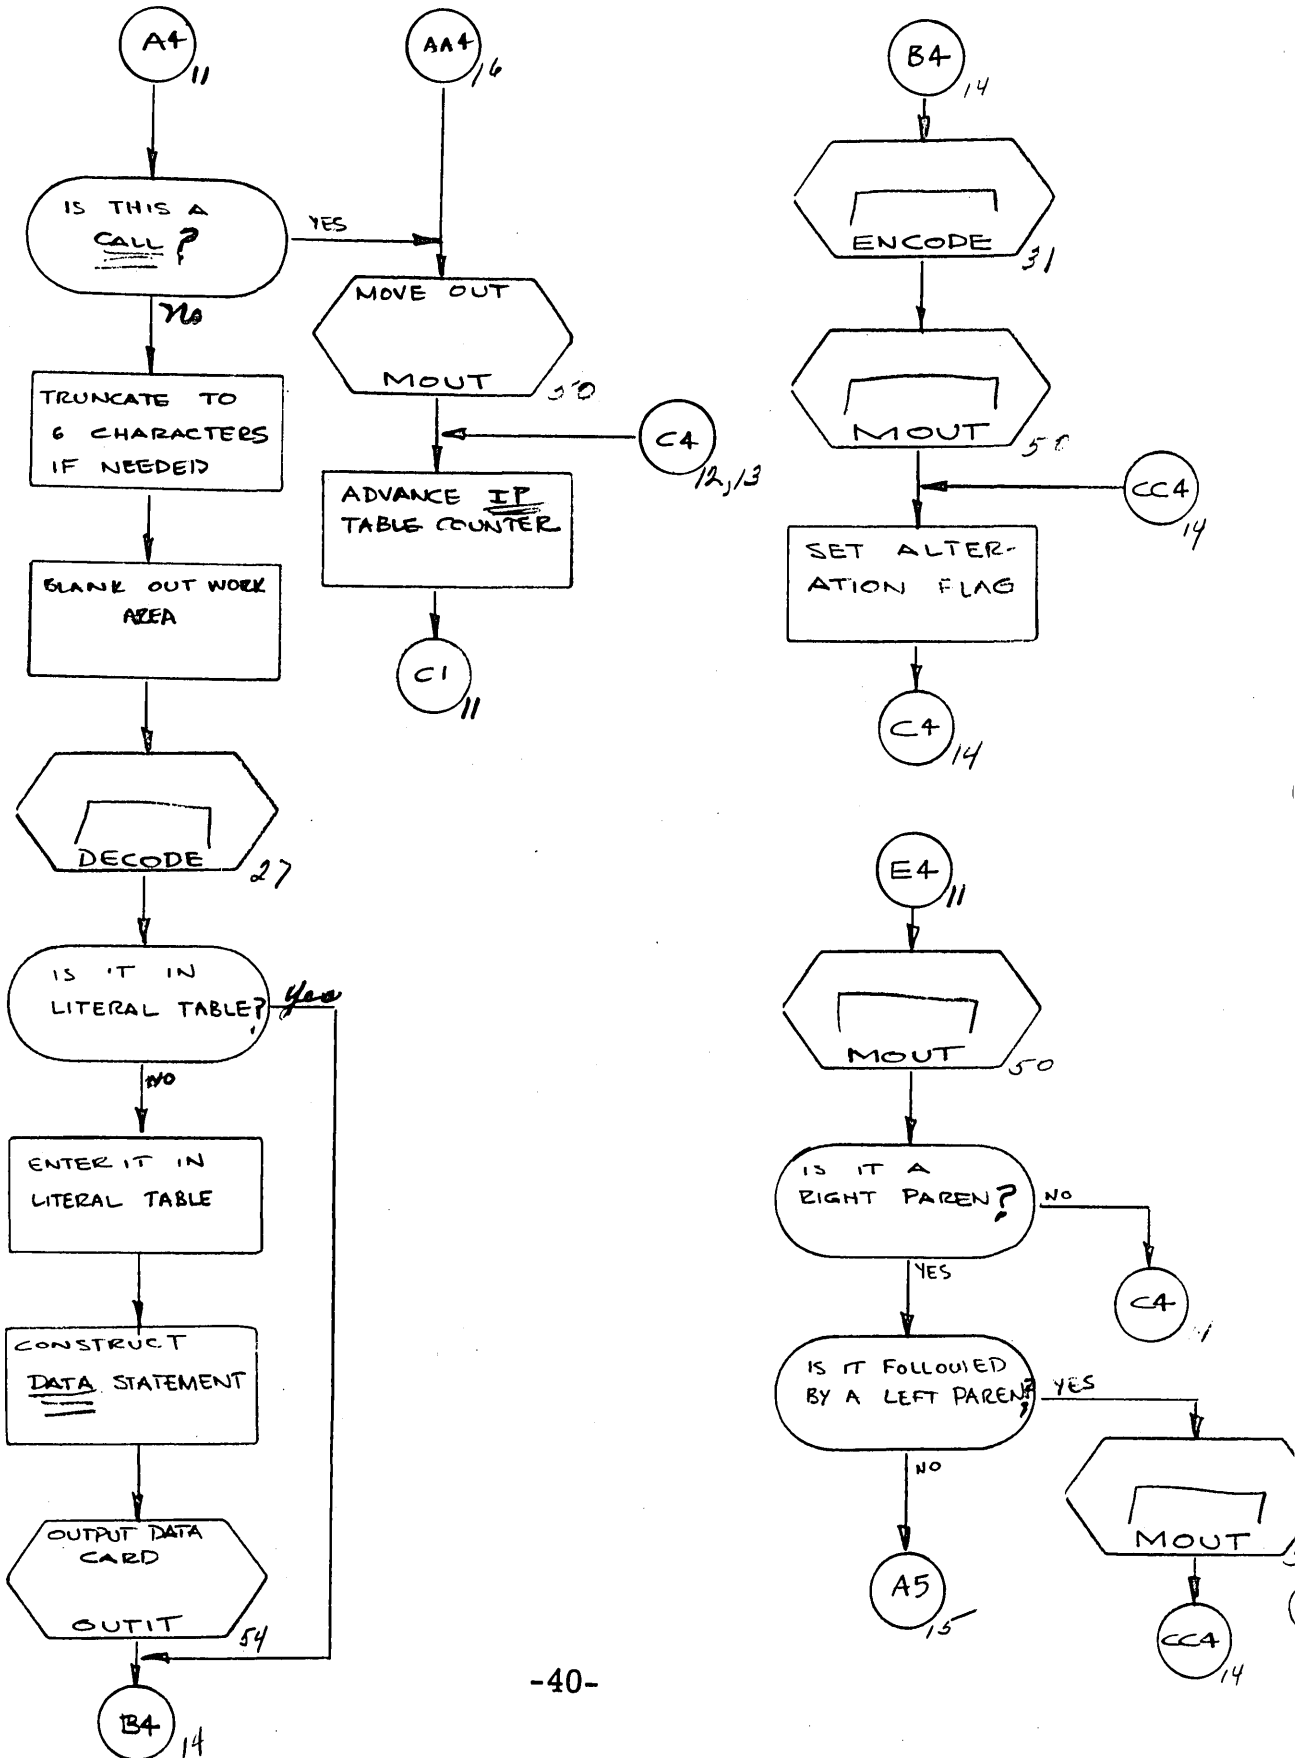 A4
11
IS THIS A
CALL ?
YES
No
TRUNCATE TO
6 CHARACTERS
IF NEEDED
BLANK OUT WORK
AREA
DECODE
27
IS IT IN
LITERAL TABLE?
Yes
NO
ENTER IT IN
LITERAL TABLE
CONSTRUCT
DATA STATEMENT
OUTPUT DATA
CARD
OUTIT
54
B4
14
AA4
16
MOVE OUT
MOUT
50
C4
12,13
ADVANCE IP
TABLE COUNTER
C1
11
B4
14
ENCODE
31
MOUT
50
CC4
14
SET ALTER-
ATION FLAG
C4
14
E4
11
MOUT
50
IS IT A
RIGHT PAREN?
NO
C4
YES
IS IT FOLLOWED
BY A LEFT PAREN?
YES
NO
MOUT
A5
15
CC4
14
-40-